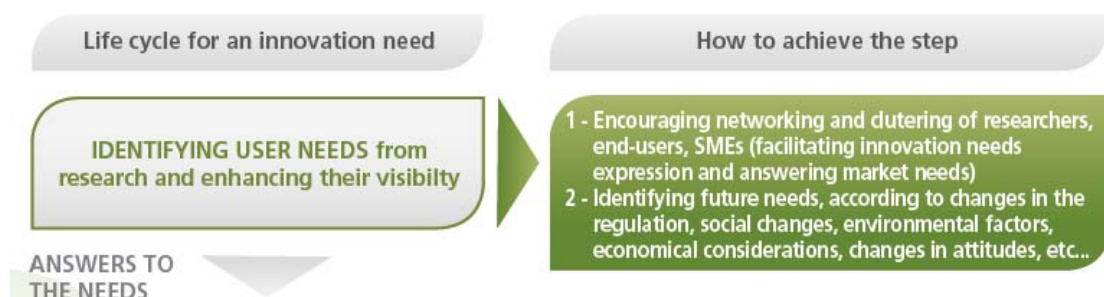 Life cycle for an innovation need
How to achieve the step
IDENTIFYING USER NEEDS from
research and enhancing their visibilty
1 - Encouraging networking and clutering of researchers,
end-users, SMEs (facilitating innovation needs
expression and answering market needs)
2 - Identifying future needs, according to changes in the
regulation, social changes, environmental factors,
economical considerations, changes in attitudes, etc...
ANSWERS TO
THE NEEDS